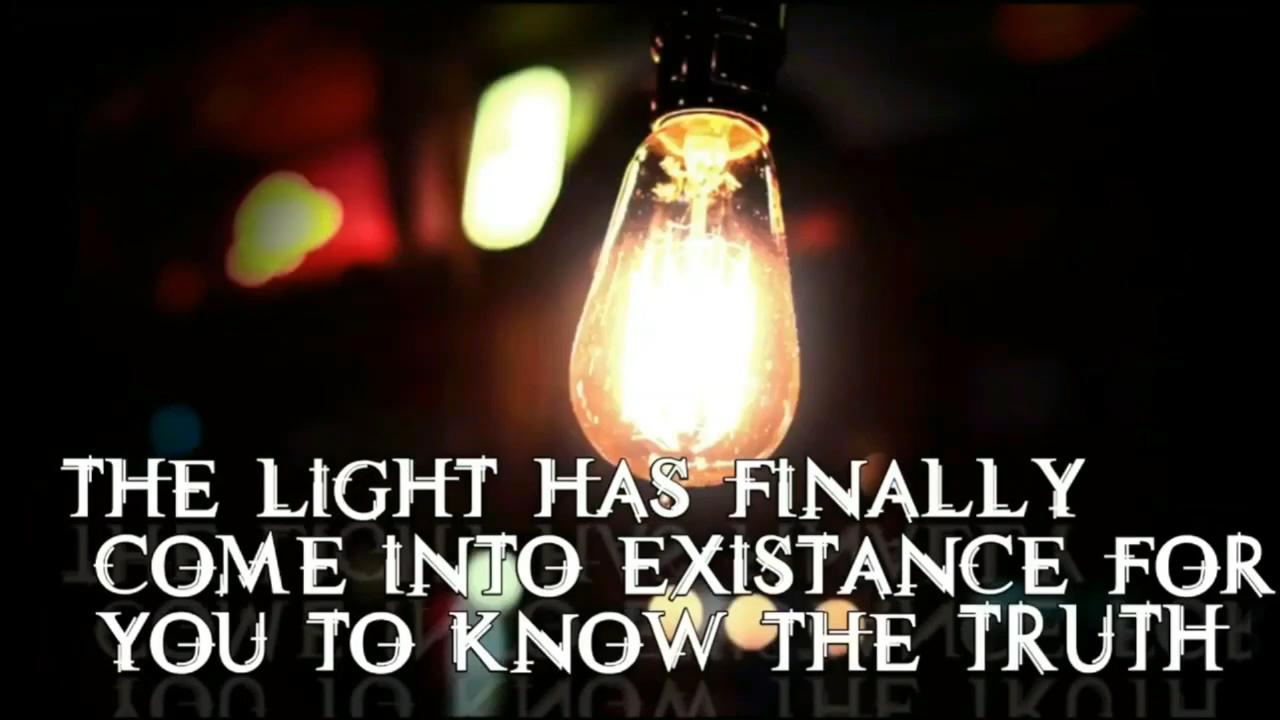 THE LIGHT HAS FINALLY
COME INTO EXISTANCE FOR
YOU TO KNOW THE TRUTH